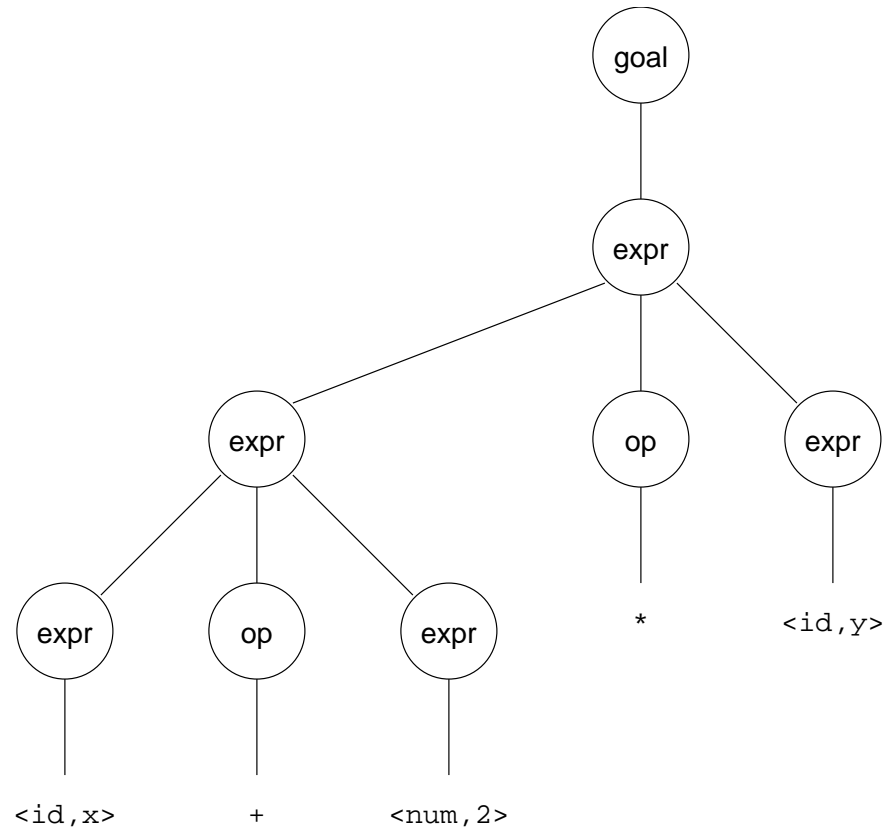 goal
expr
expr
op
expr
expr
op
expr
*
<id,y>
<id,x>
+
<num,2>